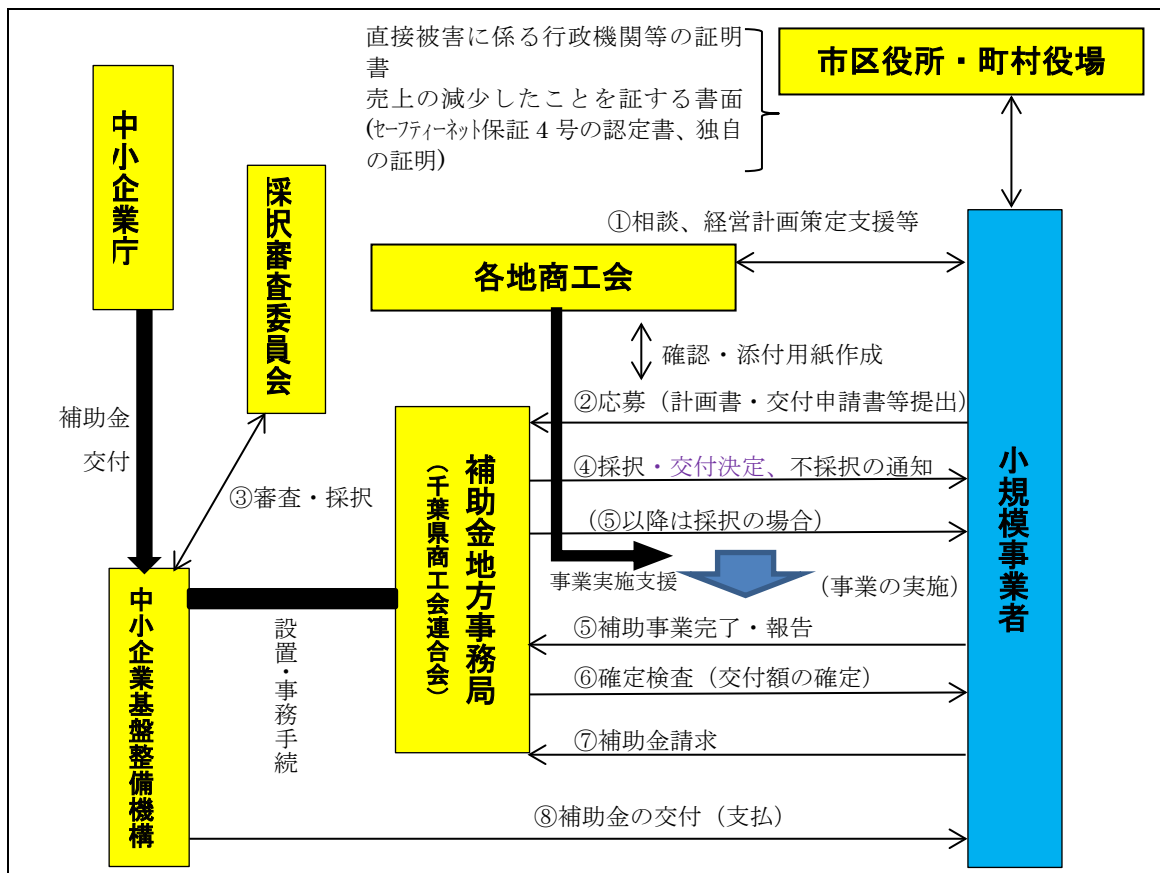 直接被害に係る行政機関等の証明
書
売上の減少したことを証する書面
(ｾｰﾌﾃｨｰﾈｯﾄ保証 4 号の認定書、独自
の証明)
市区役所・町村役場
中小企業庁
採択審査委員会
①相談、経営計画策定支援等
各地商工会
確認・添付用紙作成
補助金
交付
②応募（計画書・交付申請書等提出）
③審査・採択
④採択・交付決定、不採択の通知
(⑤以降は採択の場合)
補助金地方事務局
（千葉県商工会連合会）
小規模事業者
事業実施支援
(事業の実施)
中小企業基盤整備機構
設置・事務手続
⑤補助事業完了・報告
⑥確定検査（交付額の確定）
⑦補助金請求
⑧補助金の交付（支払）